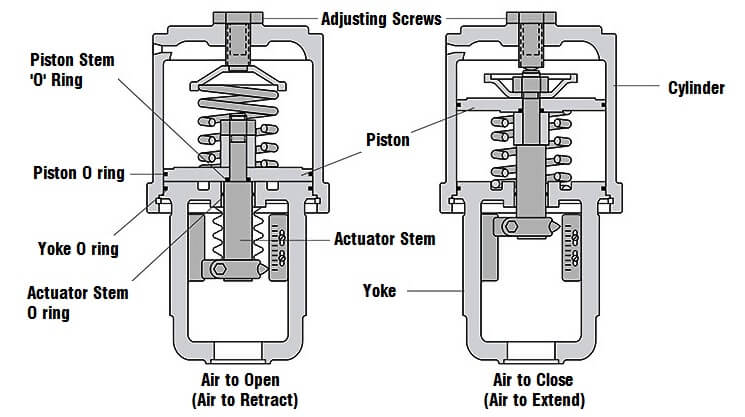 Adjusting Screws
Piston Stem
'O' Ring
Cylinder
Piston
Piston O ring
Yoke O ring
Actuator Stem
Actuator Stem
O ring
Yoke
Air to Open
(Air to Retract)
Air to Close
(Air to Extend)